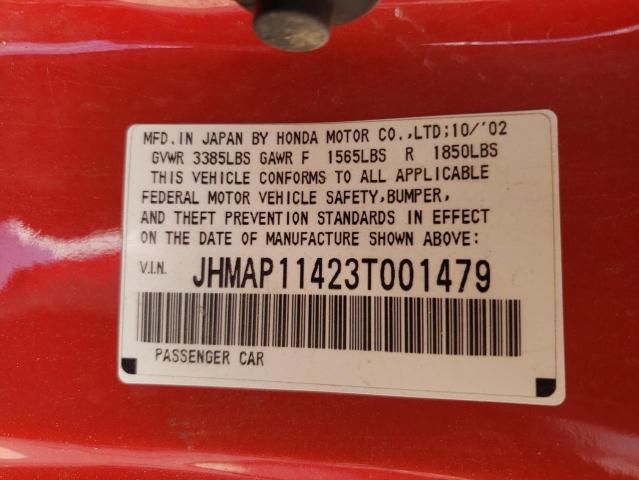 MFD.IN JAPAN BY HONDA MOTOR CO.,LTD;10/'02
GVWR 3385LBS GAWR F 1565LBS R 1850LBS
THIS VEHICLE CONFORMS TO ALL APPLICABLE
FEDERAL MOTOR VEHICLE SAFETY,BUMPER,
AND THEFT PREVENTION STANDARDS IN EFFECT
ON THE DATE OF MANUFACTURE SHOWN ABOVE:
V.I.N. JHMAP11423T001479
PASSENGER CAR